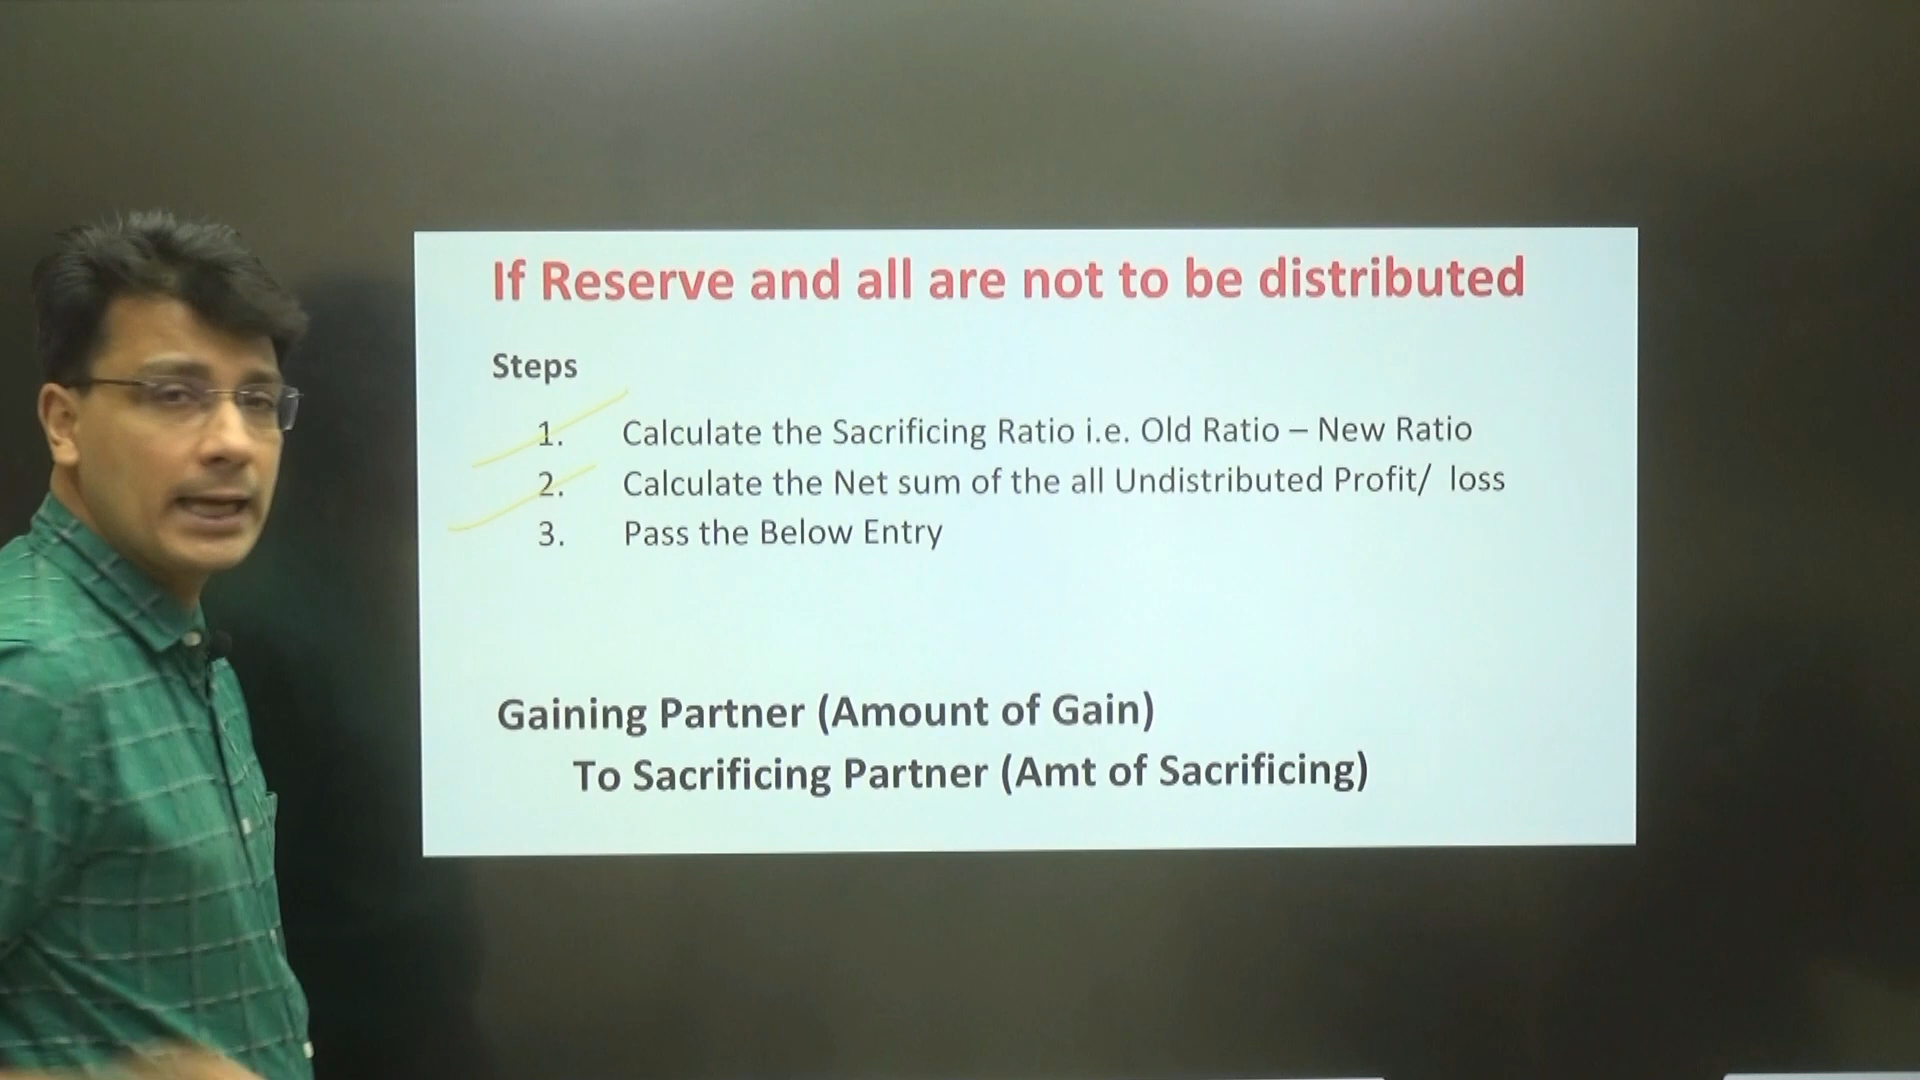 If Reserve and all are not to be distributed
Steps
1. Calculate the Sacrificing Ratio i.e. Old Ratio – New Ratio
2. Calculate the Net sum of the all Undistributed Profit/ loss
3. Pass the Below Entry
Gaining Partner (Amount of Gain)
To Sacrificing Partner (Amt of Sacrificing)